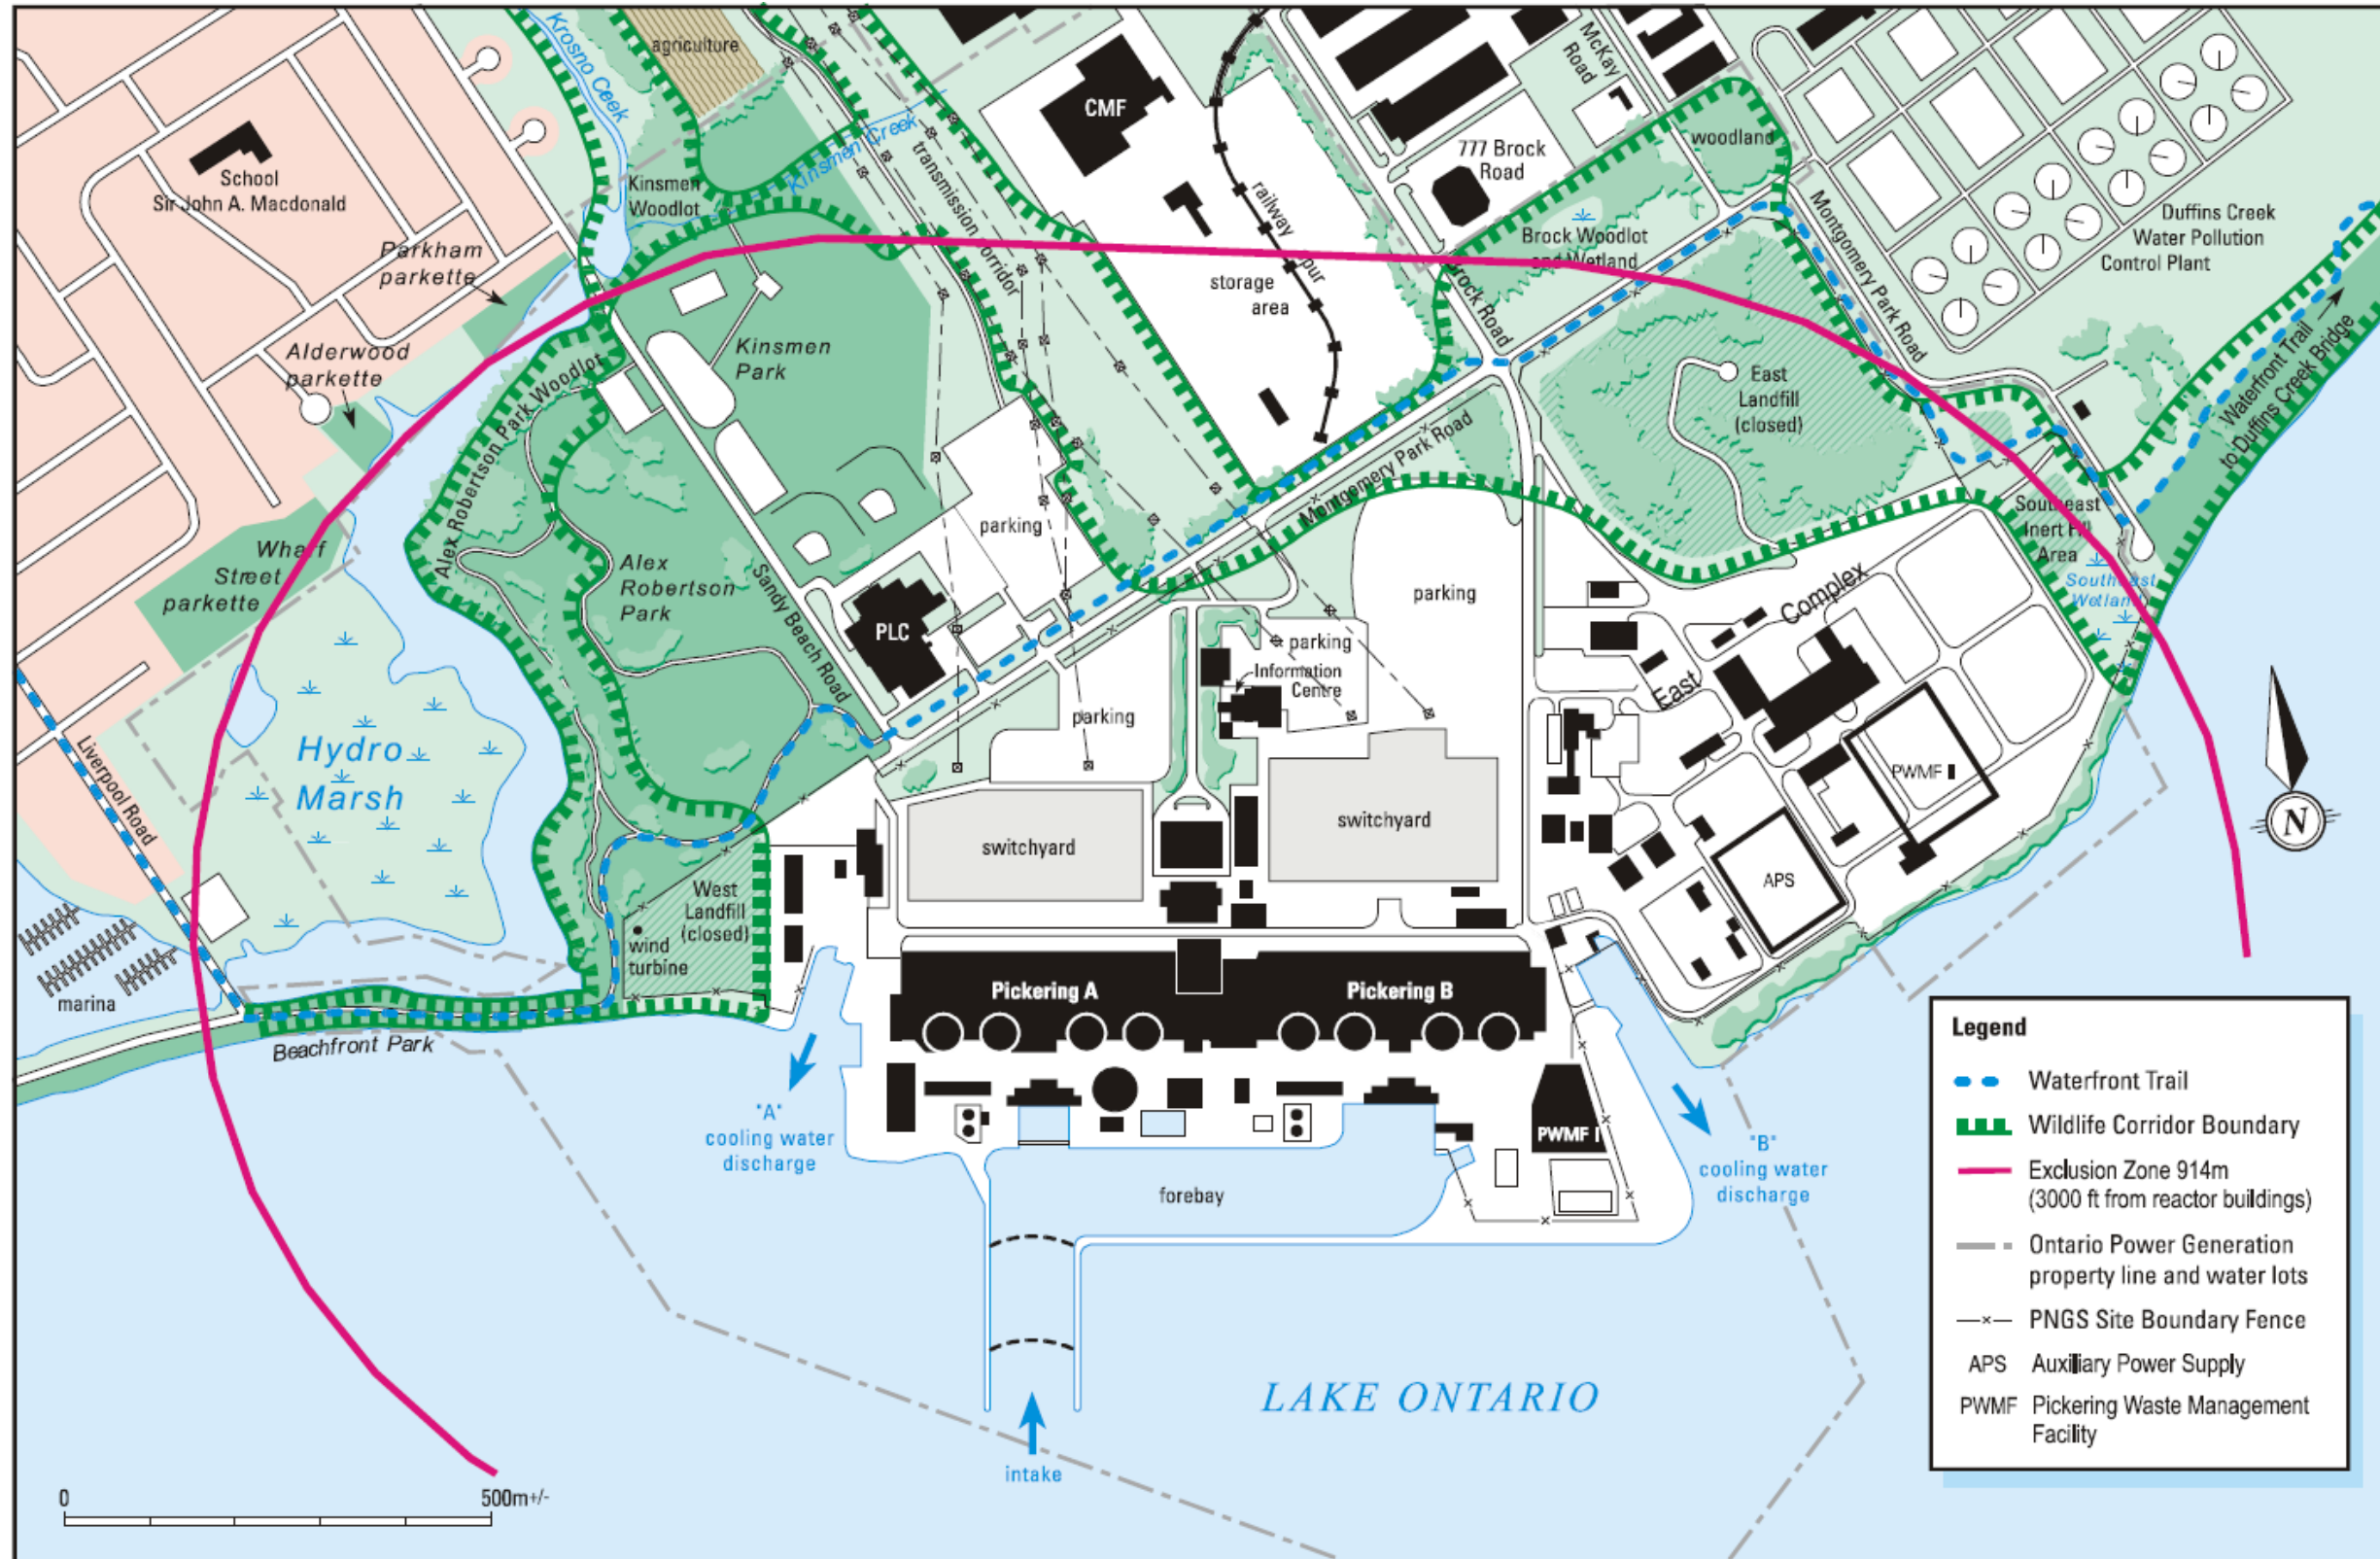 Krosno Ceek
agriculture
Kinsmen Creek
transmission corridor
CMF
McKay
Road
777 Brock
Road
woodland
School
Sir John A. Macdonald
Kinsmen
Woodlot
railway spur
Brock Woodlot
and Wetland
Montgomery Park Road
Duffins Creek
Water Pollution
Control Plant
Parkham
parkette
storage
area
Brock Road
Waterfront Trail
to Duffins Creek Bridge
Alderwood
parkette
Kinsmen
Park
East
Landfill
(closed)
Alex Robertson Park Woodlot
Montgomery Park Road
parking
Southeast
Inert Fill
Area
Southeast
Wetland
Wharf
Street
parkette
Alex
Robertson
Park
Sandy Beach Road
PLC
parking
parking
Information
Centre
parking
East Complex
Hydro
Marsh
Liverpool Road
PWMF II
N
switchyard
switchyard
APS
West
Landfill
(closed)
wind
turbine
marina
Beachfront Park
Pickering A
Pickering B
"A"
cooling water
discharge
PWMF I
"B"
cooling water
discharge
forebay
LAKE ONTARIO
intake
0
500m+/-
Legend
Waterfront Trail
Wildlife Corridor Boundary
Exclusion Zone 914m
(3000 ft from reactor buildings)
Ontario Power Generation
property line and water lots
PNGS Site Boundary Fence
APS Auxiliary Power Supply
PWMF Pickering Waste Management
Facility